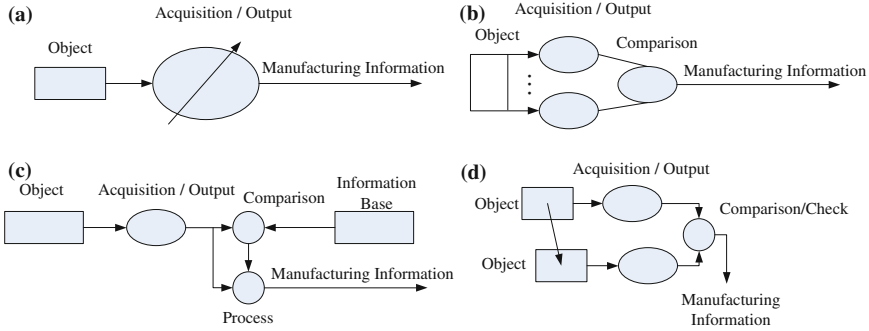 (a)
Acquisition / Output
Object
Manufacturing Information
(b)
Acquisition / Output
Object
Comparison
Manufacturing Information
(c)
Object
Acquisition / Output
Comparison
Information
Base
Manufacturing Information
Process
(d)
Acquisition / Output
Object
Comparison/Check
Object
Manufacturing
Information